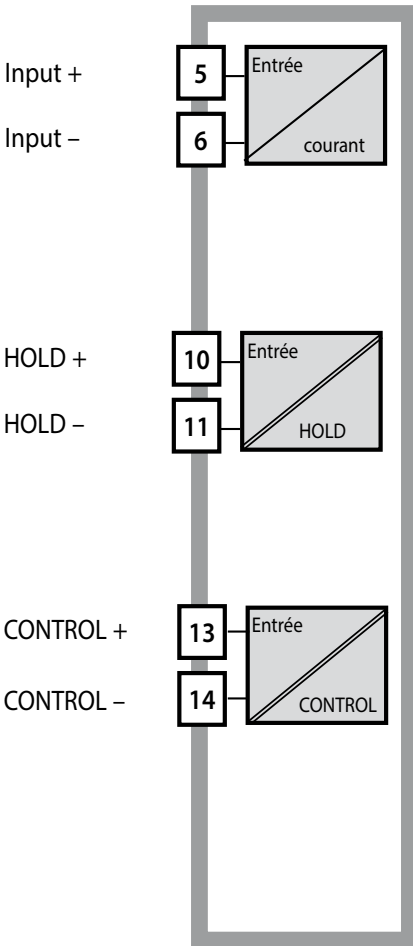 Input +
5
Entrée
Input –
6
courant
HOLD +
10
Entrée
HOLD –
11
HOLD
CONTROL +
13
Entrée
CONTROL –
14
CONTROL